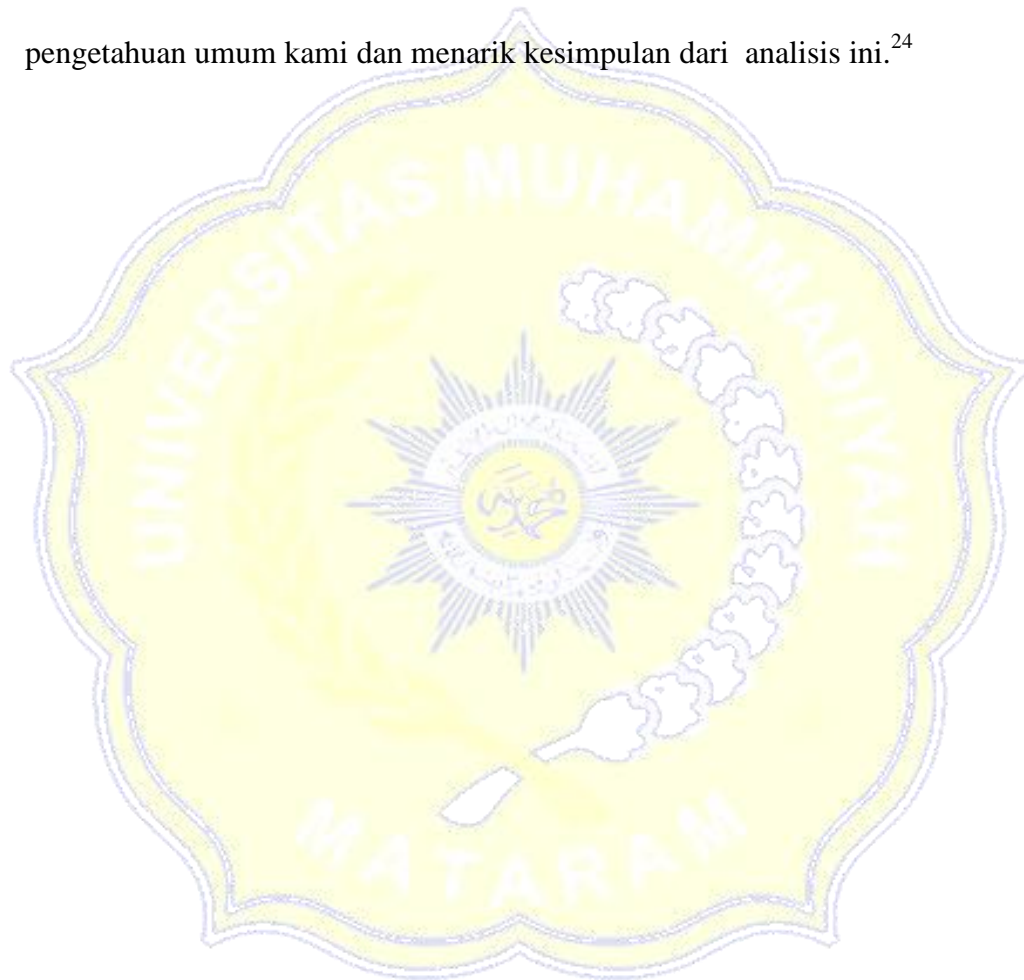 pengetahuan umum kami dan menarik kesimpulan dari  analisis ini.24
UNIVERSITAS MUHAMMADIYAH
MATARAM